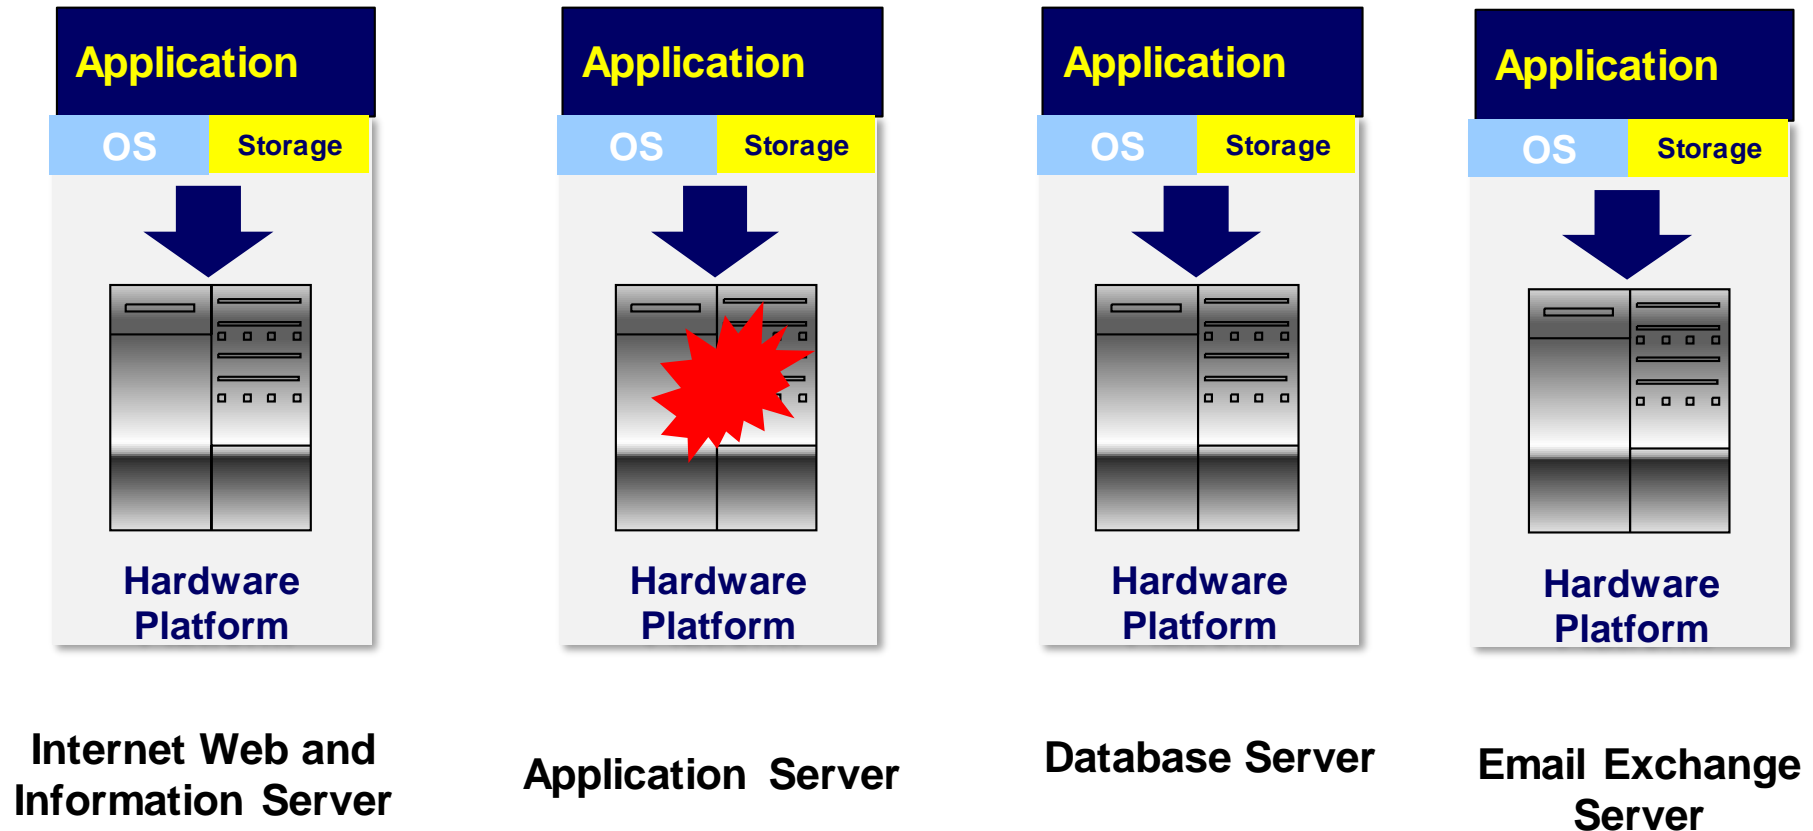 Application
OS Storage
Hardware
Platform
Internet Web and
Information Server
Application
OS Storage
Hardware
Platform
Application Server
Application
OS Storage
Hardware
Platform
Database Server
Application
OS Storage
Hardware
Platform
Email Exchange
Server